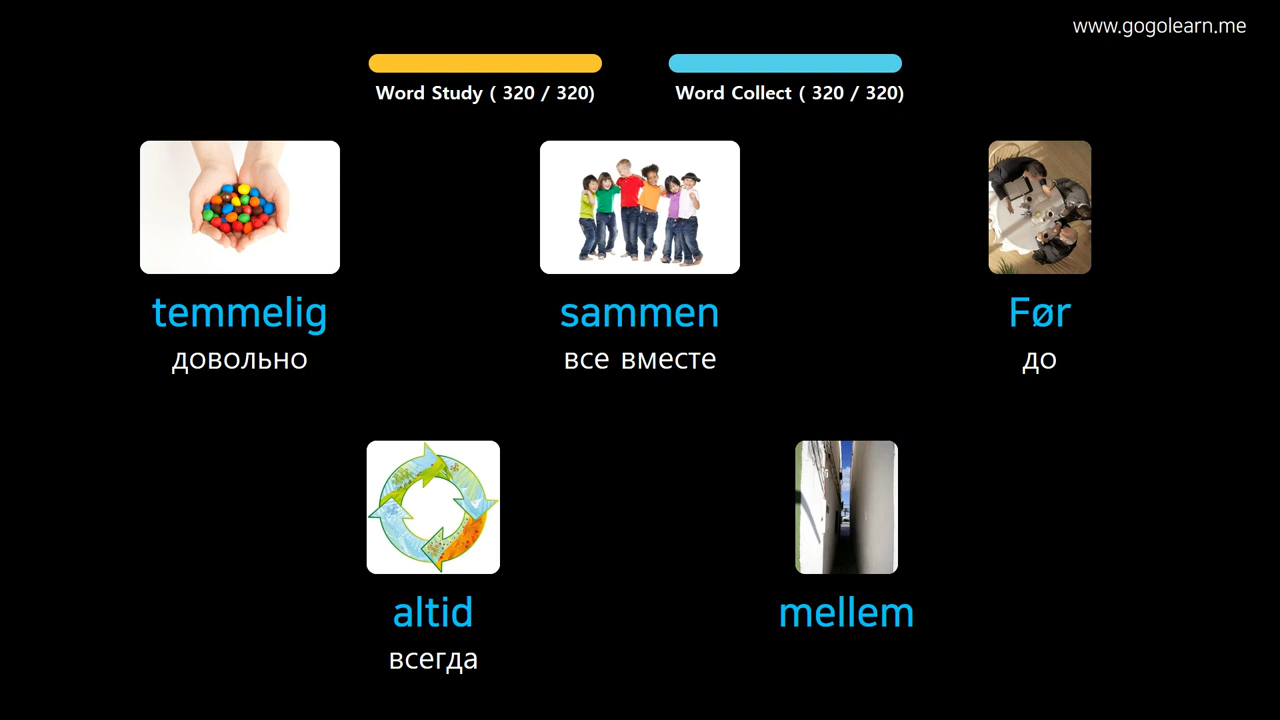 www.gogolearn.me
Word Study ( 320 / 320)
Word Collect ( 320 / 320)
temmelig
довольно
sammen
все вместе
Før
до
altid
всегда
mellem